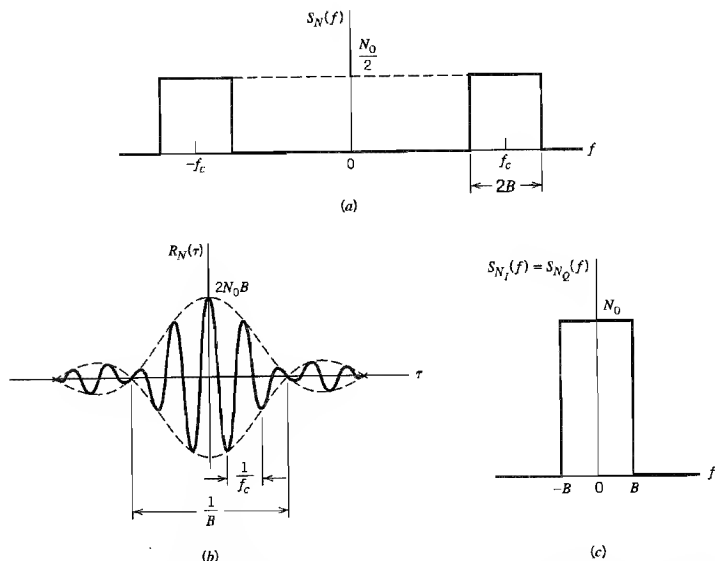 S_N(f)
N_0
2
-f_c
0
f_c
f
2B
(a)
R_N(τ)
2N_0B
τ
1
f_c
1
B
(b)
S_{N_I}(f) = S_{N_Q}(f)
N_0
-B
0
B
f
(c)